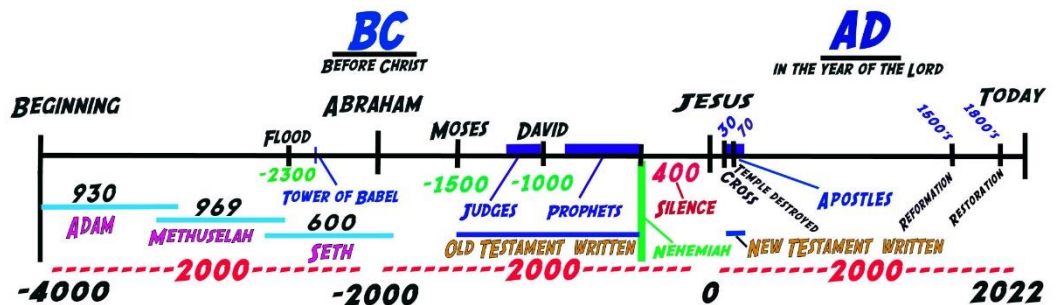 BC
BEFORE CHRIST
AD
IN THE YEAR OF THE LORD
BEGINNING
ABRAHAM
JESUS
TODAY
FLOOD
MOSES
DAVID
30
70
1500's
1800's
-2300
TOWER OF BABEL
-1500
-1000
JUDGES
PROPHETS
400
SILENCE
CROSS
TEMPLE DESTROYED
APOSTLES
REFORMATION
RESTORATION
930
ADAM
969
METHUSELAH
600
SETH
OLD TESTAMENT WRITTEN
NEHEMIAH
NEW TESTAMENT WRITTEN
2000
2000
2000
-4000
-2000
0
2022